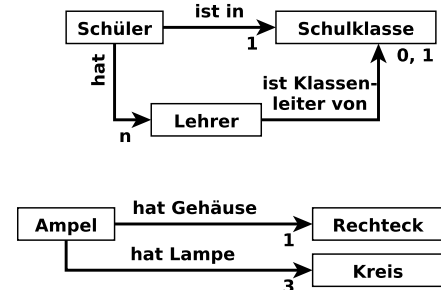 ist in
Schüler
Schulklasse
1
0, 1
hat
ist Klassen-
leiter von
Lehrer
n
hat Gehäuse
Ampel
Rechteck
1
hat Lampe
Kreis
3